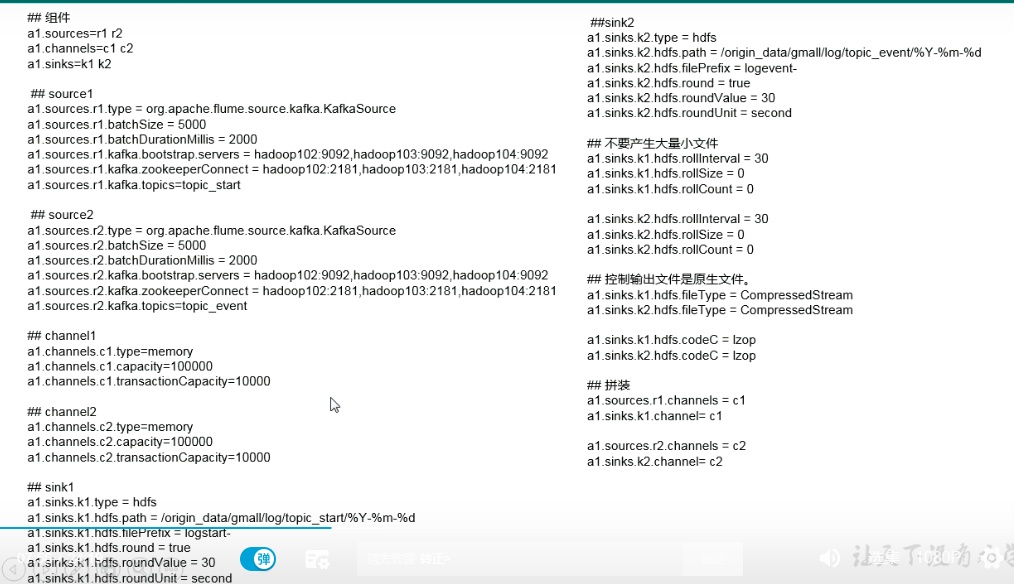 ## 组件
a1.sources=r1 r2
a1.channels=c1 c2
a1.sinks=k1 k2
## source1
a1.sources.r1.type = org.apache.flume.source.kafka.KafkaSource
a1.sources.r1.batchSize = 5000
a1.sources.r1.batchDurationMillis = 2000
a1.sources.r1.kafka.bootstrap.servers = hadoop102:9092,hadoop103:9092,hadoop104:9092
a1.sources.r1.kafka.zookeeperConnect = hadoop102:2181,hadoop103:2181,hadoop104:2181
a1.sources.r1.kafka.topics=topic_start
## source2
a1.sources.r2.type = org.apache.flume.source.kafka.KafkaSource
a1.sources.r2.batchSize = 5000
a1.sources.r2.batchDurationMillis = 2000
a1.sources.r2.kafka.bootstrap.servers = hadoop102:9092,hadoop103:9092,hadoop104:9092
a1.sources.r2.kafka.zookeeperConnect = hadoop102:2181,hadoop103:2181,hadoop104:2181
a1.sources.r2.kafka.topics=topic_event
## channel1
a1.channels.c1.type=memory
a1.channels.c1.capacity=100000
a1.channels.c1.transactionCapacity=10000
## channel2
a1.channels.c2.type=memory
a1.channels.c2.capacity=100000
a1.channels.c2.transactionCapacity=10000
## sink1
a1.sinks.k1.type = hdfs
a1.sinks.k1.hdfs.path = /origin_data/gmall/log/topic_start/%Y-%m-%d
a1.sinks.k1.hdfs.filePrefix = logstart-
a1.sinks.k1.hdfs.round = true
a1.sinks.k1.hdfs.roundValue = 30
a1.sinks.k1.hdfs.roundUnit = second
##sink2
a1.sinks.k2.type = hdfs
a1.sinks.k2.hdfs.path = /origin_data/gmall/log/topic_event/%Y-%m-%d
a1.sinks.k2.hdfs.filePrefix = logevent-
a1.sinks.k2.hdfs.round = true
a1.sinks.k2.hdfs.roundValue = 30
a1.sinks.k2.hdfs.roundUnit = second
## 不要产生大量小文件
a1.sinks.k1.hdfs.rollInterval = 30
a1.sinks.k1.hdfs.rollSize = 0
a1.sinks.k1.hdfs.rollCount = 0
a1.sinks.k2.hdfs.rollInterval = 30
a1.sinks.k2.hdfs.rollSize = 0
a1.sinks.k2.hdfs.rollCount = 0
## 控制输出文件是原生文件。
a1.sinks.k1.hdfs.fileType = CompressedStream
a1.sinks.k2.hdfs.fileType = CompressedStream
a1.sinks.k1.hdfs.codeC = lzop
a1.sinks.k2.hdfs.codeC = lzop
## 拼装
a1.sources.r1.channels = c1
a1.sinks.k1.channel= c1
a1.sources.r2.channels = c2
a1.sinks.k2.channel= c2
弹
转正>
选集
1080P